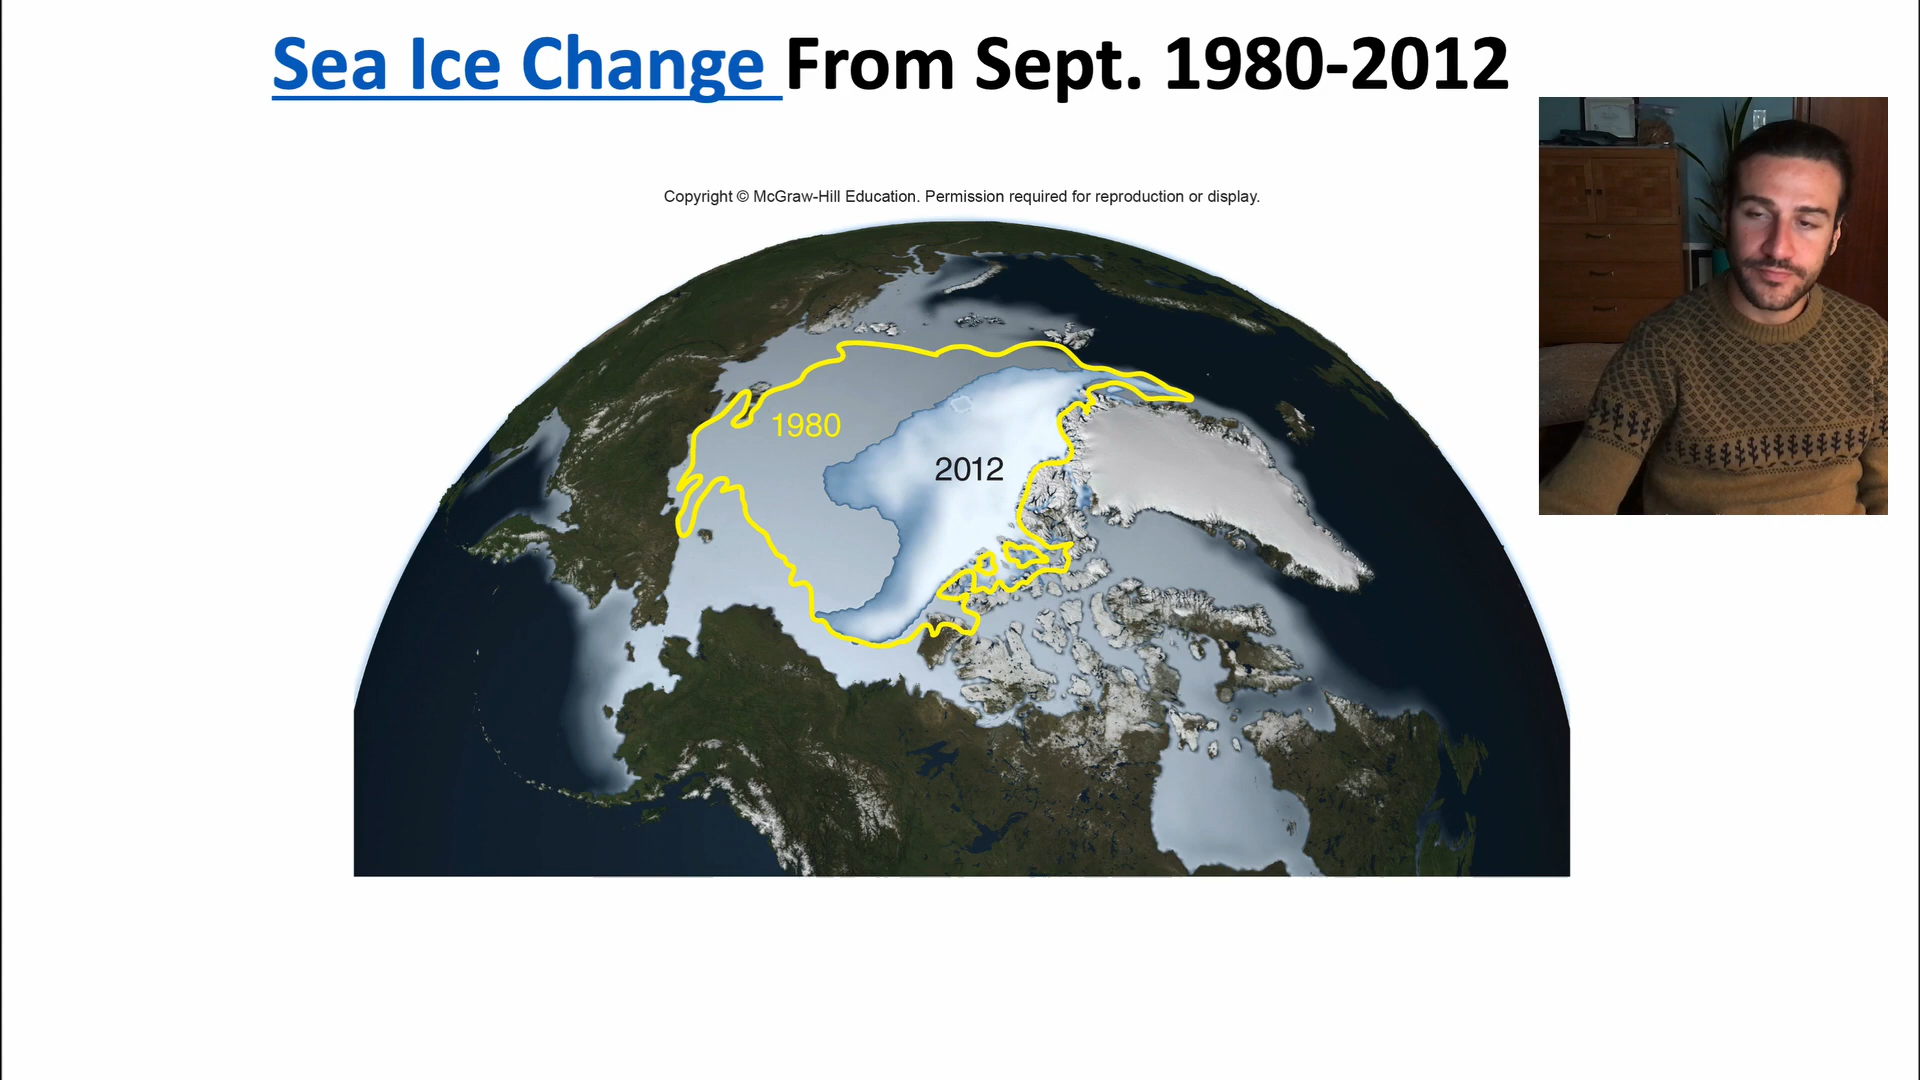 Sea Ice Change From Sept. 1980-2012
Copyright © McGraw-Hill Education. Permission required for reproduction or display.
1980
2012